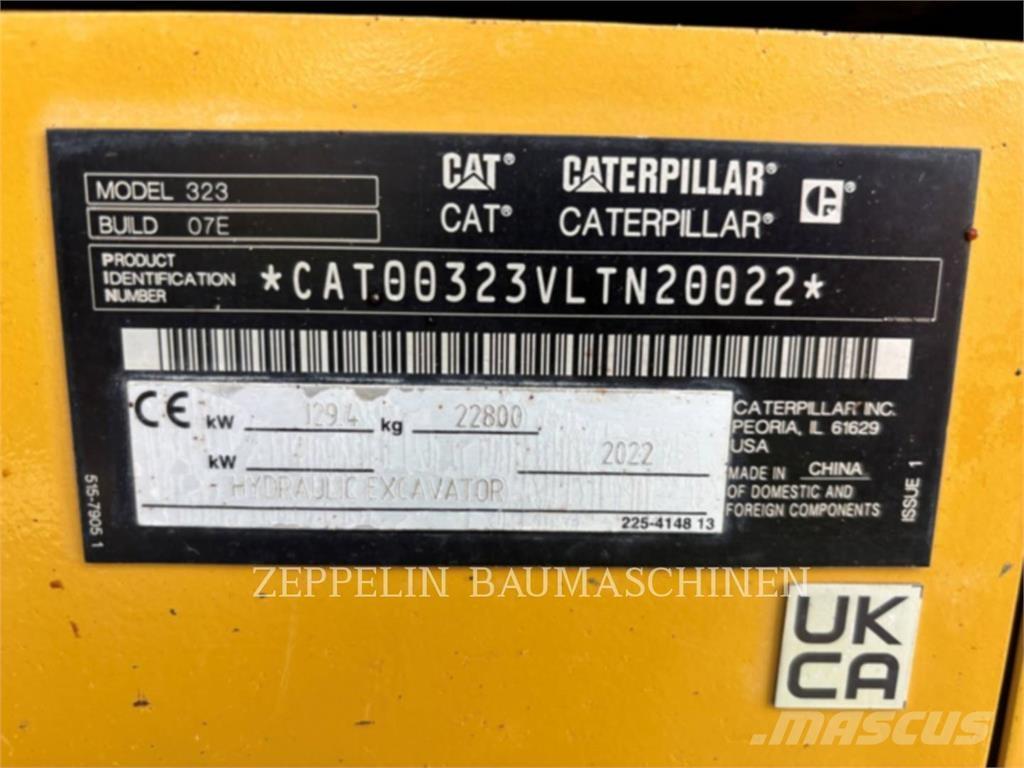 CAT® CATERPILLAR®
CAT® CATERPILLAR®
MODEL 323
BUILD 07E
PRODUCT
IDENTIFICATION
NUMBER
*CAT00323VLTN20022*
CE kW 129.4 kg 22800
kW 2022
HYDRAULIC EXCAVATOR
225-4148 13
515-7905 1
CATERPILLAR INC.
PEORIA, IL 61629
USA
MADE IN CHINA
OF DOMESTIC AND
FOREIGN COMPONENTS
ISSUE 1
ZEPPELIN BAUMASCHINEN
UK
CA
MASCUS